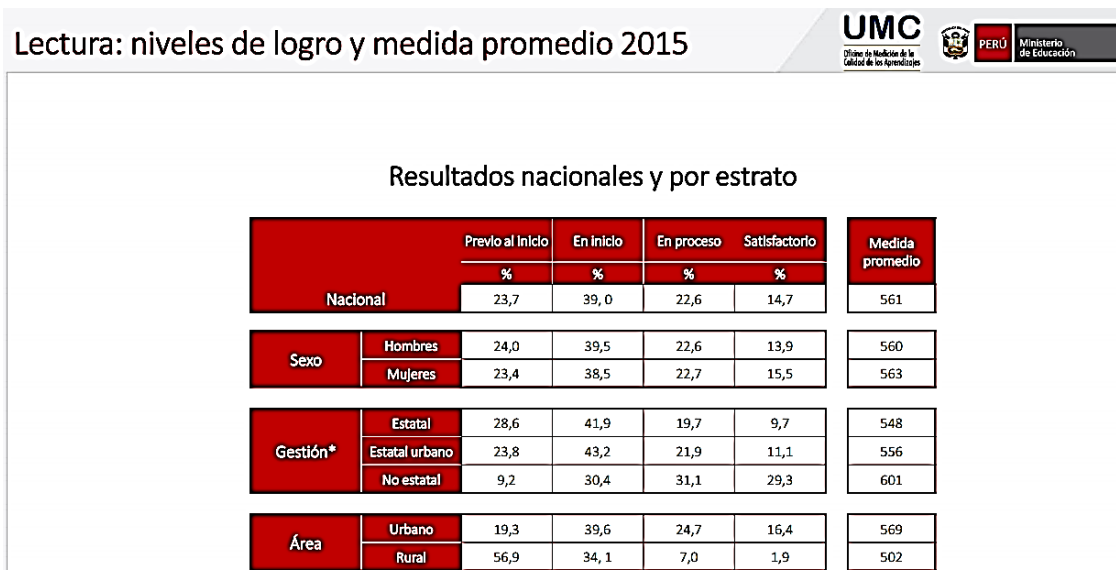 Lectura: niveles de logro y medida promedio 2015
UMC
Oficina de Medición de la
Calidad de los Aprendizajes
PERÚ
Ministerio
de Educación
Resultados nacionales y por estrato
Previo al inicio En inicio En proceso Satisfactorio Medida promedio
% % % %
Nacional 23,7 39, 0 22,6 14,7 561
Sexo
Hombres 24,0 39,5 22,6 13,9 560
Mujeres 23,4 38,5 22,7 15,5 563
Gestión*
Estatal 28,6 41,9 19,7 9,7 548
Estatal urbano 23,8 43,2 21,9 11,1 556
No estatal 9,2 30,4 31,1 29,3 601
Área
Urbano 19,3 39,6 24,7 16,4 569
Rural 56,9 34, 1 7,0 1,9 502